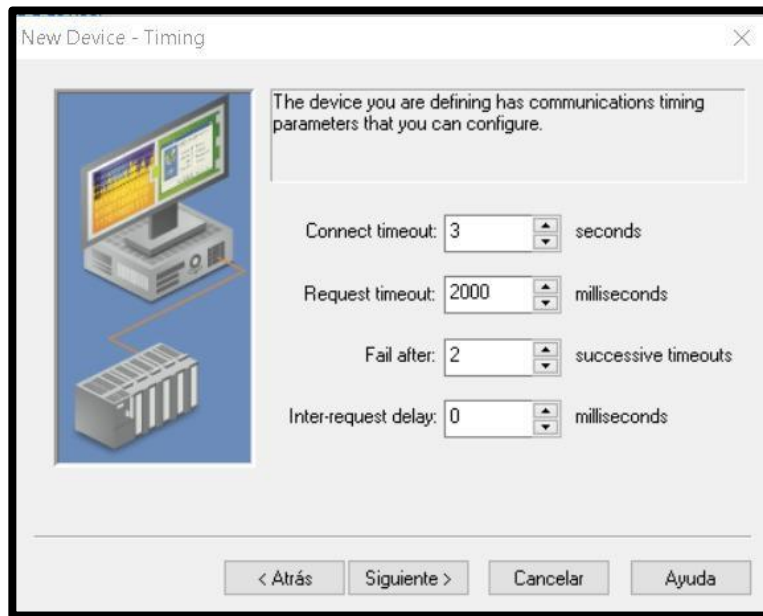 New Device - Timing
The device you are defining has communications timing
parameters that you can configure.
Connect timeout: 3 seconds
Request timeout: 2000 milliseconds
Fail after: 2 successive timeouts
Inter-request delay: 0 milliseconds
< Atrás Siguiente > Cancelar Ayuda